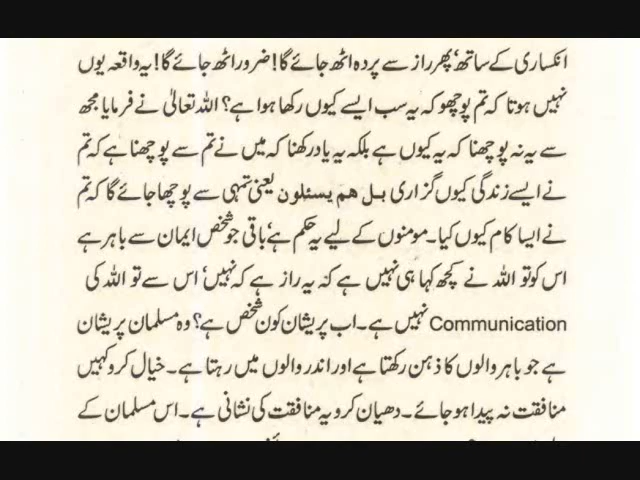 انکساری کے ساتھ، پھر راز سے پردہ اٹھ جائے گا! ضرور اٹھ جائے گا! یہ واقعہ یوں
نہیں ہوتا کہ تم پوچھو کہ یہ سب ایسے کیوں رکھا ہوا ہے؟ اللہ تعالیٰ نے فرمایا مجھ
سے یہ نہ پوچھنا کہ یہ کیوں ہے بلکہ یہ یاد رکھنا کہ میں نے تم سے پوچھنا ہے کہ تم
نے ایسے زندگی کیوں گزاری بل ھم یسئلون یعنی تمہی سے پوچھا جائے گا کہ تم
نے ایسا کام کیوں کیا۔ مومنوں کے لیے یہ حکم ہے، باقی جو شخص ایمان سے باہر ہے
اس کو تو اللہ نے کچھ کہا ہی نہیں ہے کہ یہ راز ہے کہ نہیں، اس سے تو اللہ کی
Communication نہیں ہے۔ اب پریشان کون شخص ہے؟ وہ مسلمان پریشان
ہے جو باہر والوں کا ذہن رکھتا ہے اور اندر والوں میں رہتا ہے۔ خیال کرو کہیں
منافقت نہ پیدا ہو جائے۔ دھیان کرو یہ منافقت کی نشانی ہے۔ اس مسلمان کے